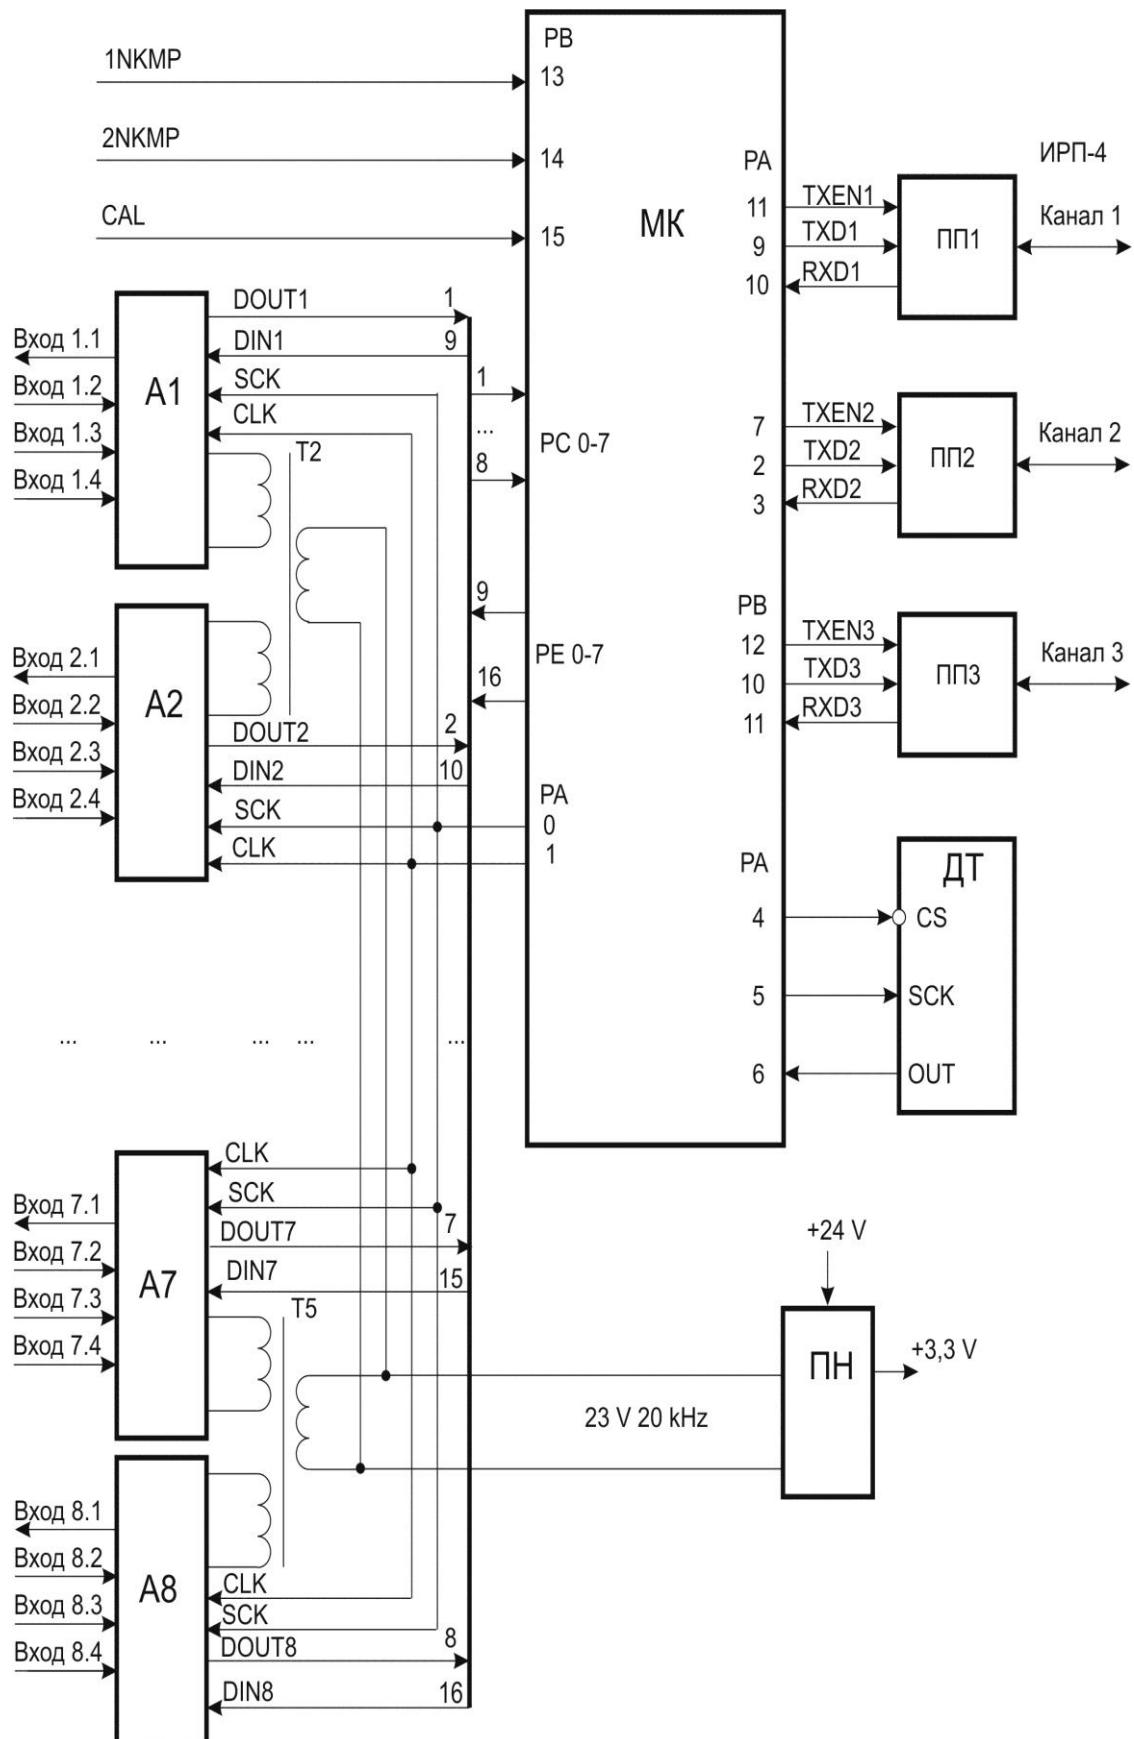 PB
1NKMP
13
2NKMP
14
CAL
15
МК
PA
ИРП-4
11
TXEN1
9
TXD1
10
RXD1
ПП1
Канал 1
Вход 1.1
Вход 1.2
Вход 1.3
Вход 1.4
A1
DOUT1
1
DIN1
9
SCK
CLK
T2
1
...
8
PC 0-7
7
TXEN2
2
TXD2
3
RXD2
ПП2
Канал 2
9
PE 0-7
16
PB
12
TXEN3
10
TXD3
11
RXD3
ПП3
Канал 3
Вход 2.1
Вход 2.2
Вход 2.3
Вход 2.4
A2
DOUT2
2
DIN2
10
SCK
CLK
PA
0
1
PA
4
5
6
ДТ
CS
SCK
OUT
... ... ... ... ...
Вход 7.1
Вход 7.2
Вход 7.3
Вход 7.4
A7
CLK
SCK
DOUT7
7
DIN7
15
T5
+24 V
ПН
+3,3 V
23 V 20 kHz
Вход 8.1
Вход 8.2
Вход 8.3
Вход 8.4
A8
CLK
SCK
DOUT8
8
DIN8
16